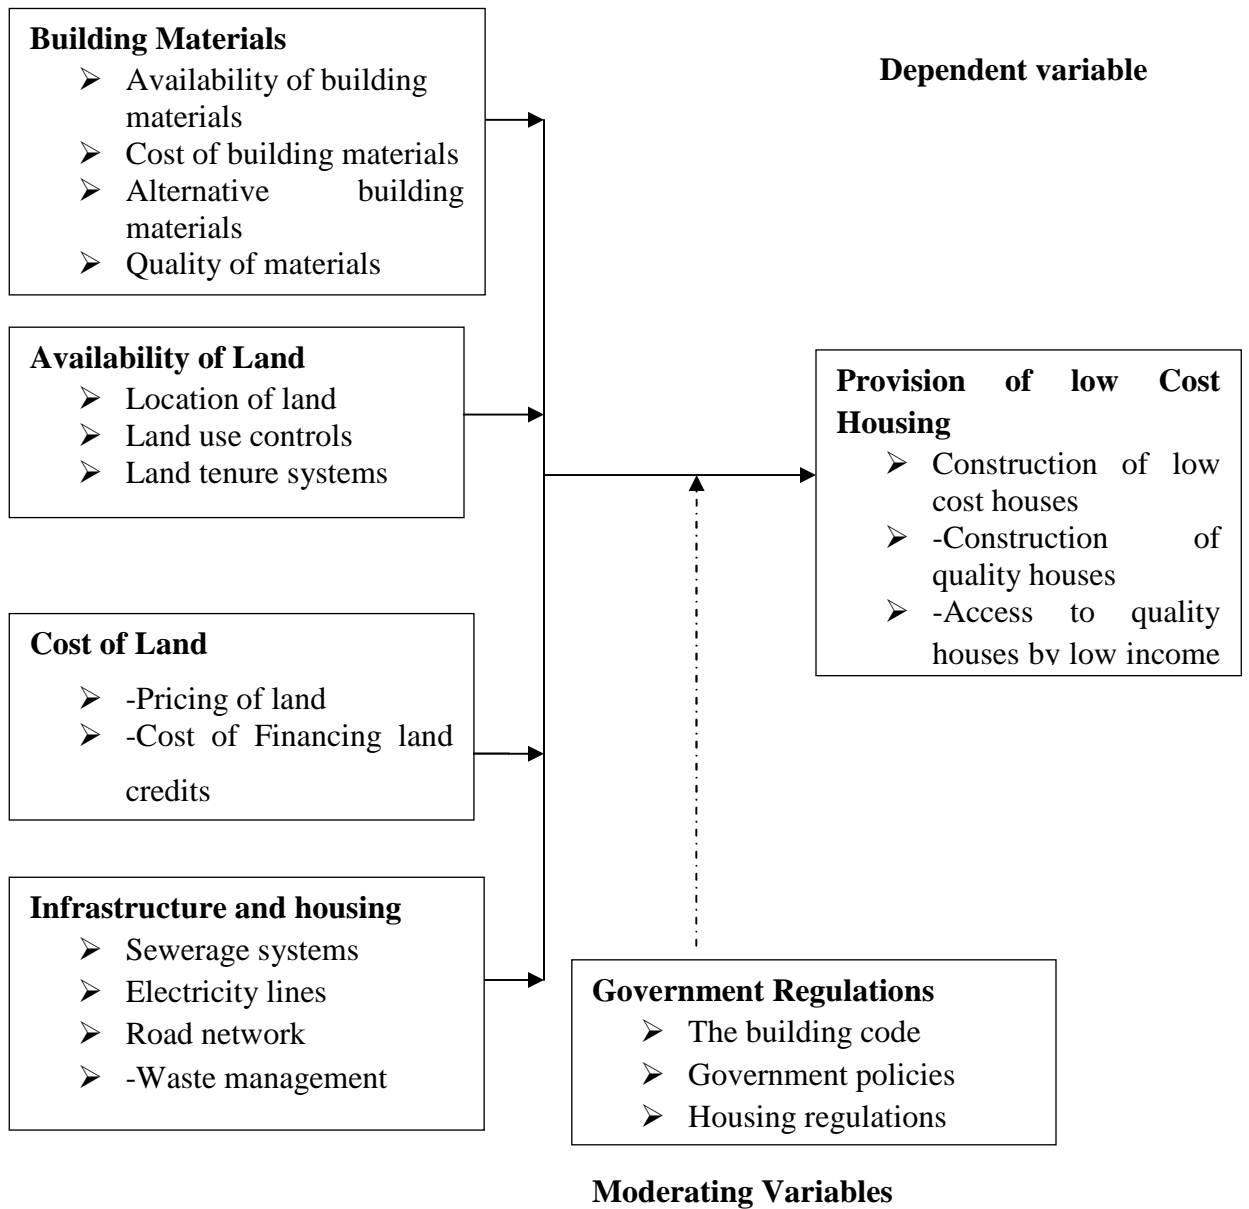 Building Materials
➢ Availability of building
materials
➢ Cost of building materials
➢ Alternative building
materials
➢ Quality of materials
Dependent variable
Availability of Land
➢ Location of land
➢ Land use controls
➢ Land tenure systems
Provision of low Cost
Housing
➢ Construction of low
cost houses
➢ -Construction of
quality houses
➢ -Access to quality
houses by low income
Cost of Land
➢ -Pricing of land
➢ -Cost of Financing land
credits
Infrastructure and housing
➢ Sewerage systems
➢ Electricity lines
➢ Road network
➢ -Waste management
Government Regulations
➢ The building code
➢ Government policies
➢ Housing regulations
Moderating Variables